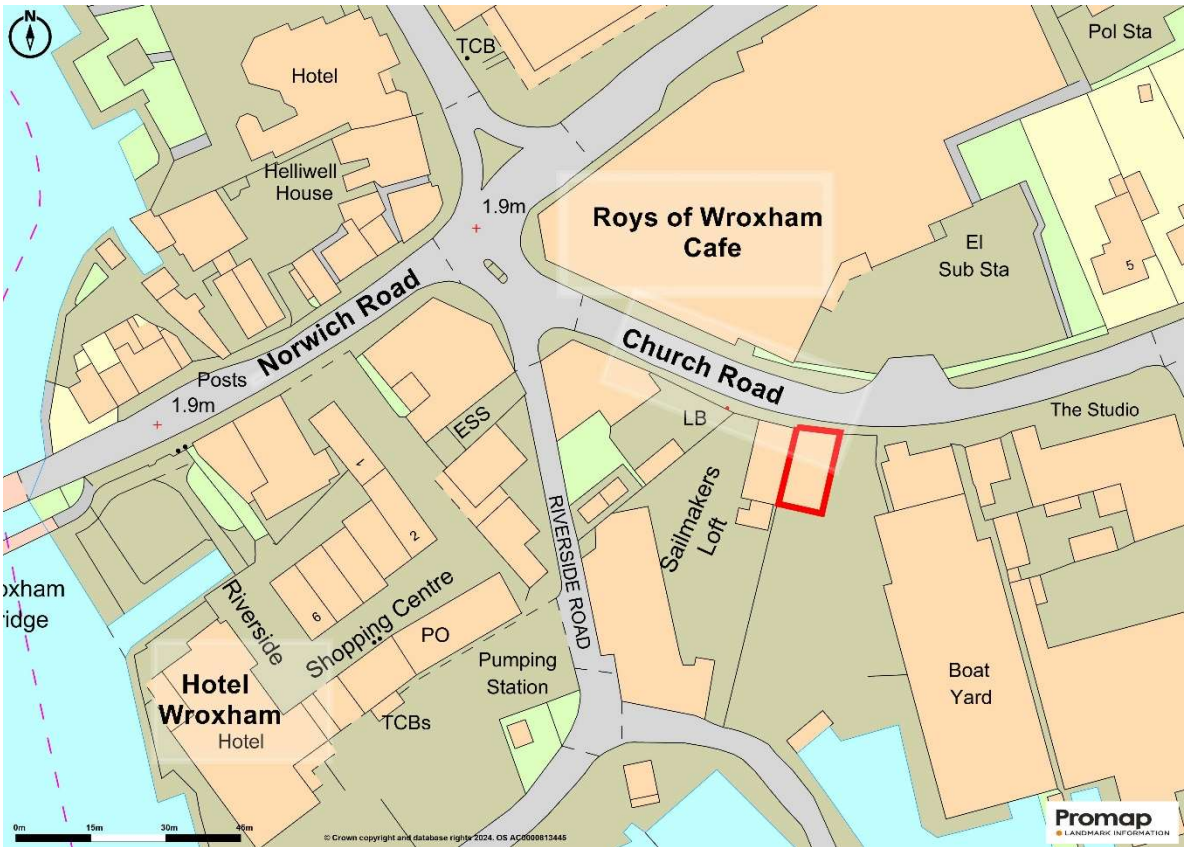 N
TCB
Pol Sta
Hotel
Helliwell
House
1.9m
Roys of Wroxham
Cafe
El
Sub Sta
5
Norwich Road
Church Road
Posts
1.9m
The Studio
LB
ESS
1
2
Sailmakers
Loft
RIVERSIDE ROAD
oxham
ridge
Riverside
Shopping Centre
6
PO
Pumping
Station
Boat
Yard
Hotel
Wroxham
Hotel
TCBs
0m 15m 30m 45m
© Crown copyright and database rights 2024. OS AC0000813445
Promap
LANDMARK INFORMATION